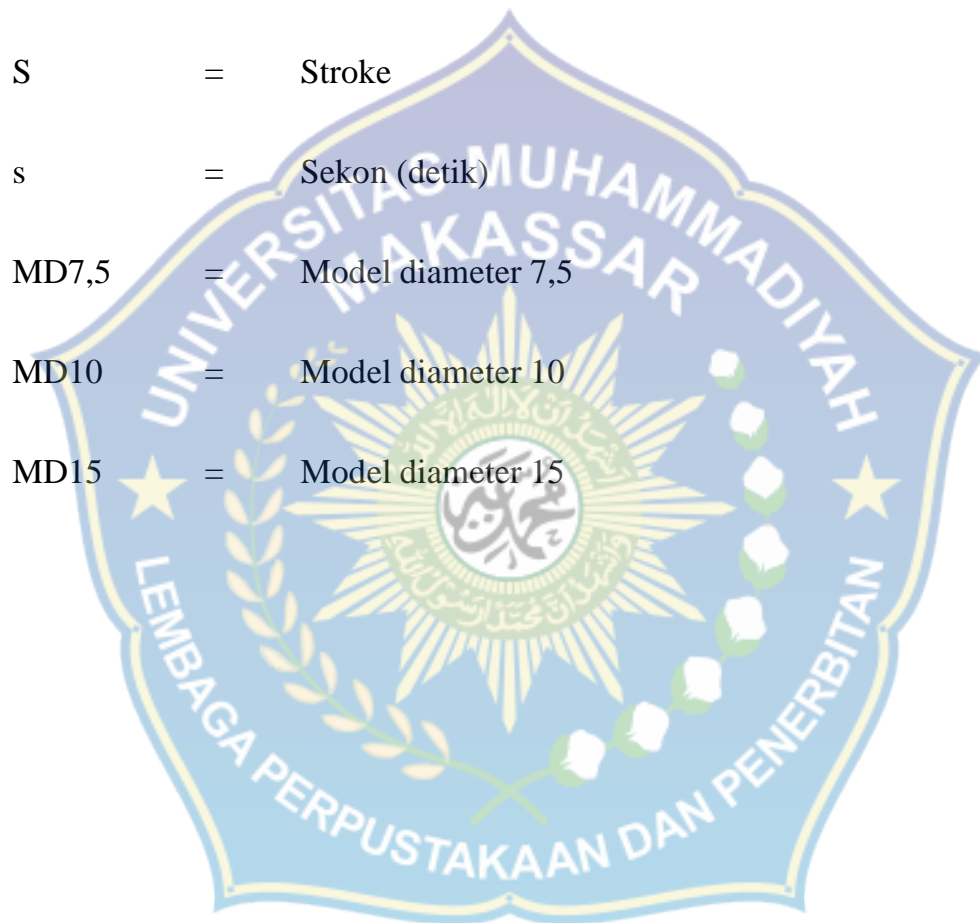 S = Stroke
s = Sekon (detik)
MD7,5 = Model diameter 7,5
MD10 = Model diameter 10
MD15 = Model diameter 15
UNIVERSITAS MUHAMMADIYAH
MAKASSAR
LEMBAGA PERPUSTAKAAN DAN PENERBITAN